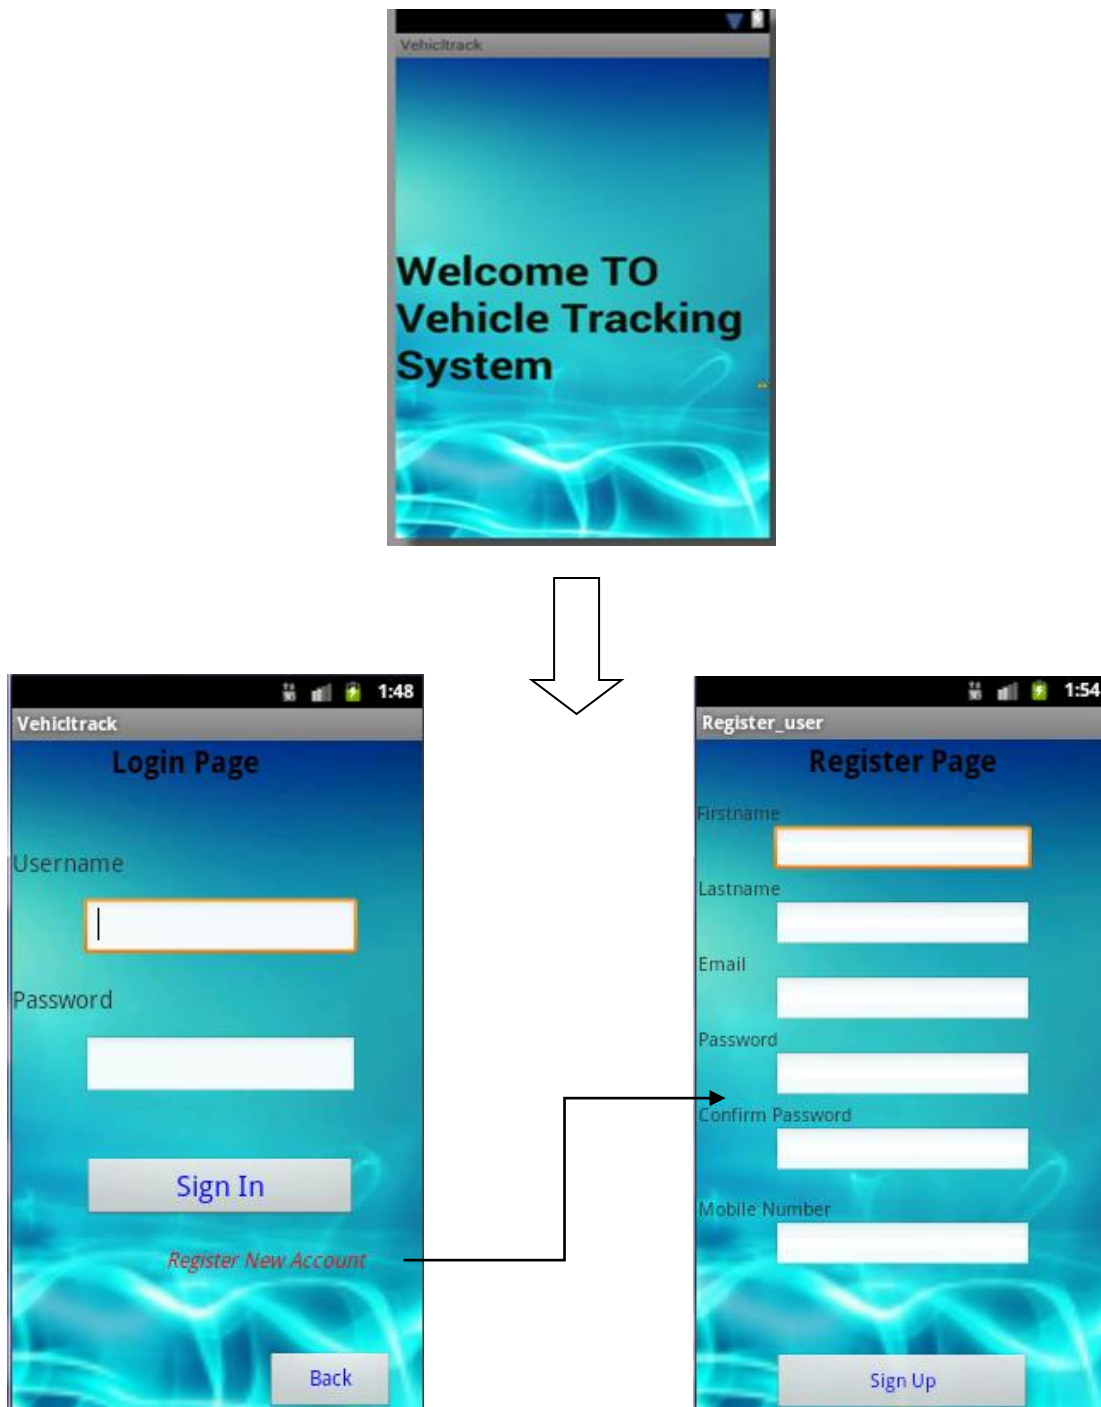 Vehicltrack
Welcome TO
Vehicle Tracking
System
1:48
Vehicltrack
Login Page
Username
Password
Sign In
Register New Account
Back
1:54
Register_user
Register Page
Firstname
Lastname
Email
Password
Confirm Password
Mobile Number
Sign Up